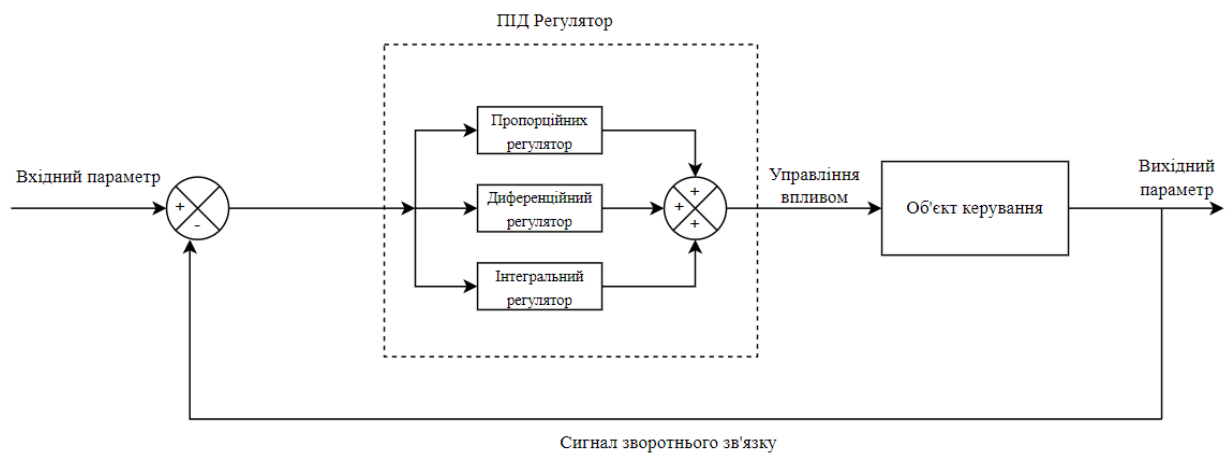 ПІД Регулятор
Пропорційних
регулятор
Вхідний параметр
+
-
Диференційний
регулятор
+
+
+
Управління
впливом
Об'єкт керування
Вихідний
параметр
Інтегральний
регулятор
Сигнал зворотнього зв'язку